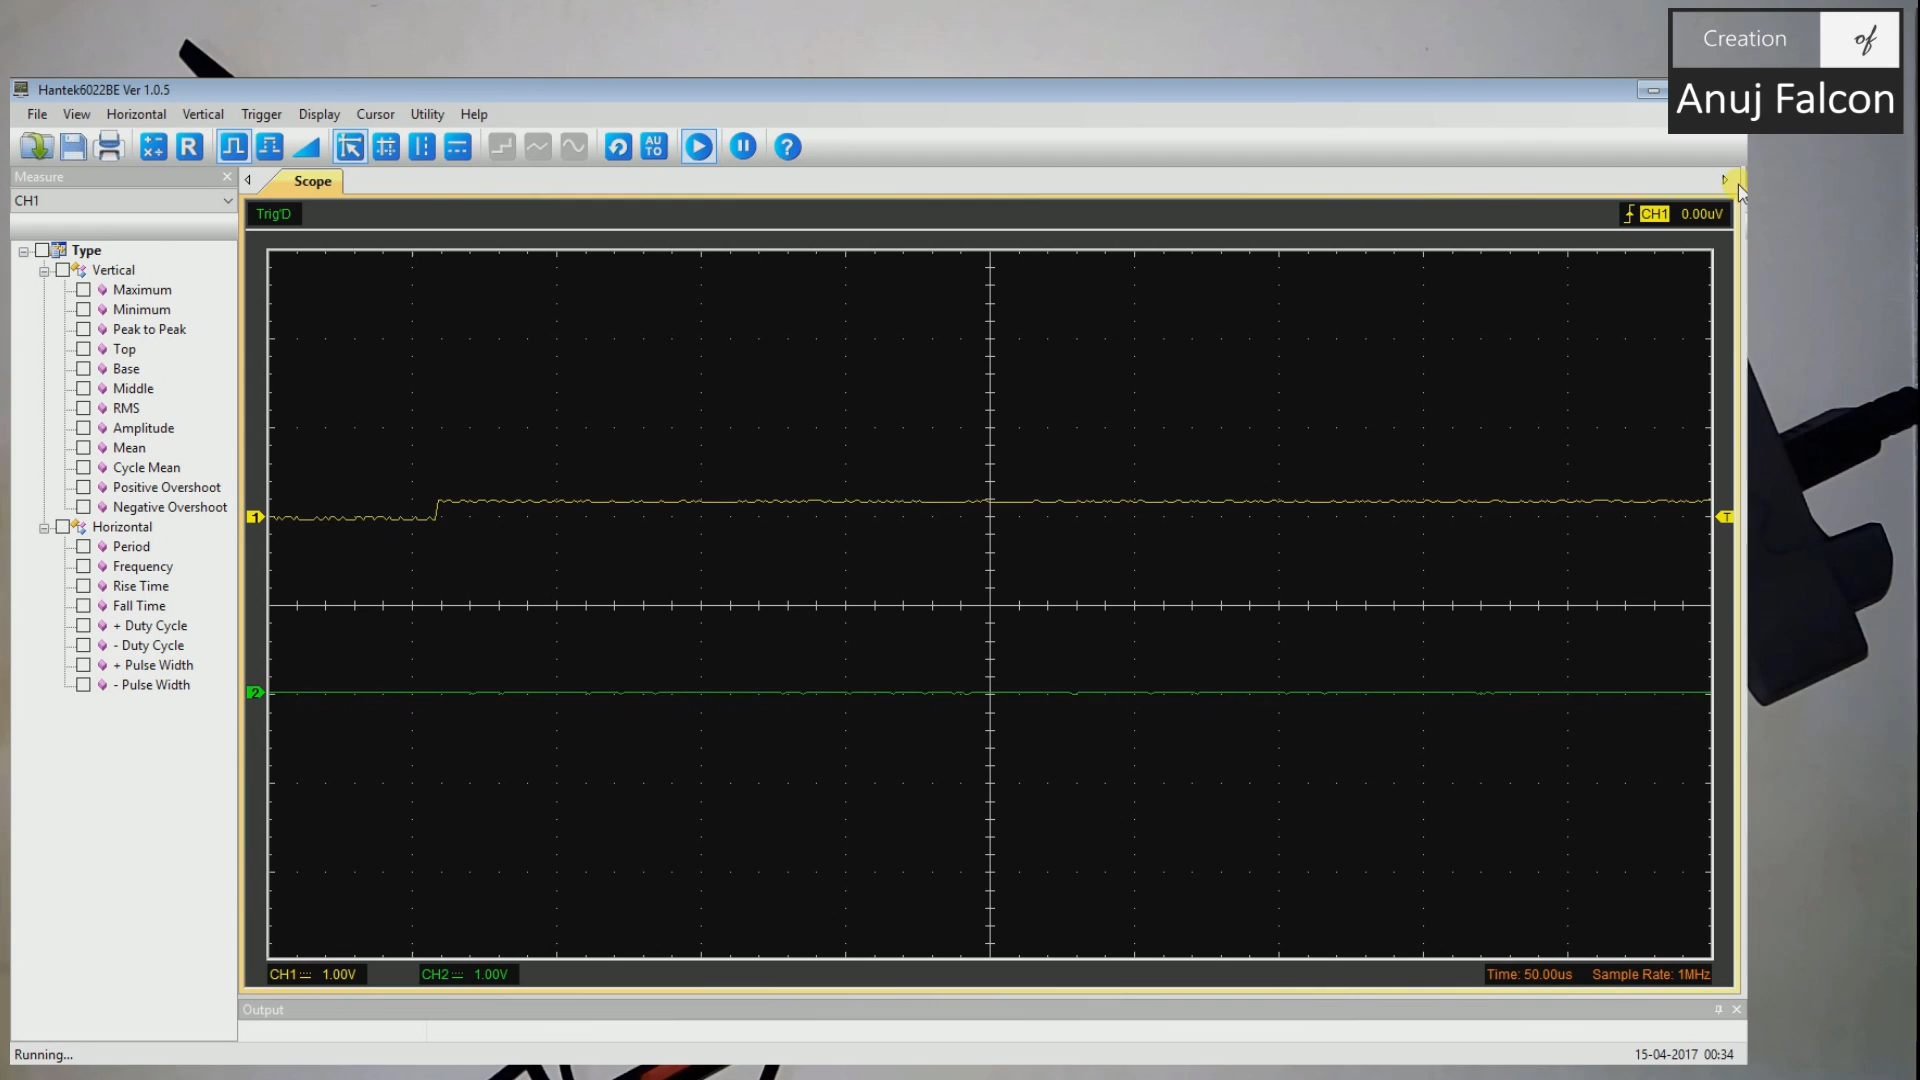 Creation of
Anuj Falcon
Hantek6022BE Ver 1.0.5
File View Horizontal Vertical Trigger Display Cursor Utility Help
R
AU
TO
?
Measure
CH1
Scope
Trig'D
CH1 0.00uV
Type
Vertical
Maximum
Minimum
Peak to Peak
Top
Base
Middle
RMS
Amplitude
Mean
Cycle Mean
Positive Overshoot
Negative Overshoot
Horizontal
Period
Frequency
Rise Time
Fall Time
+ Duty Cycle
- Duty Cycle
+ Pulse Width
- Pulse Width
1
T
2
CH1 1.00V
CH2 1.00V
Time: 50.00us Sample Rate: 1MHz
Output
Running...
15-04-2017 00:34